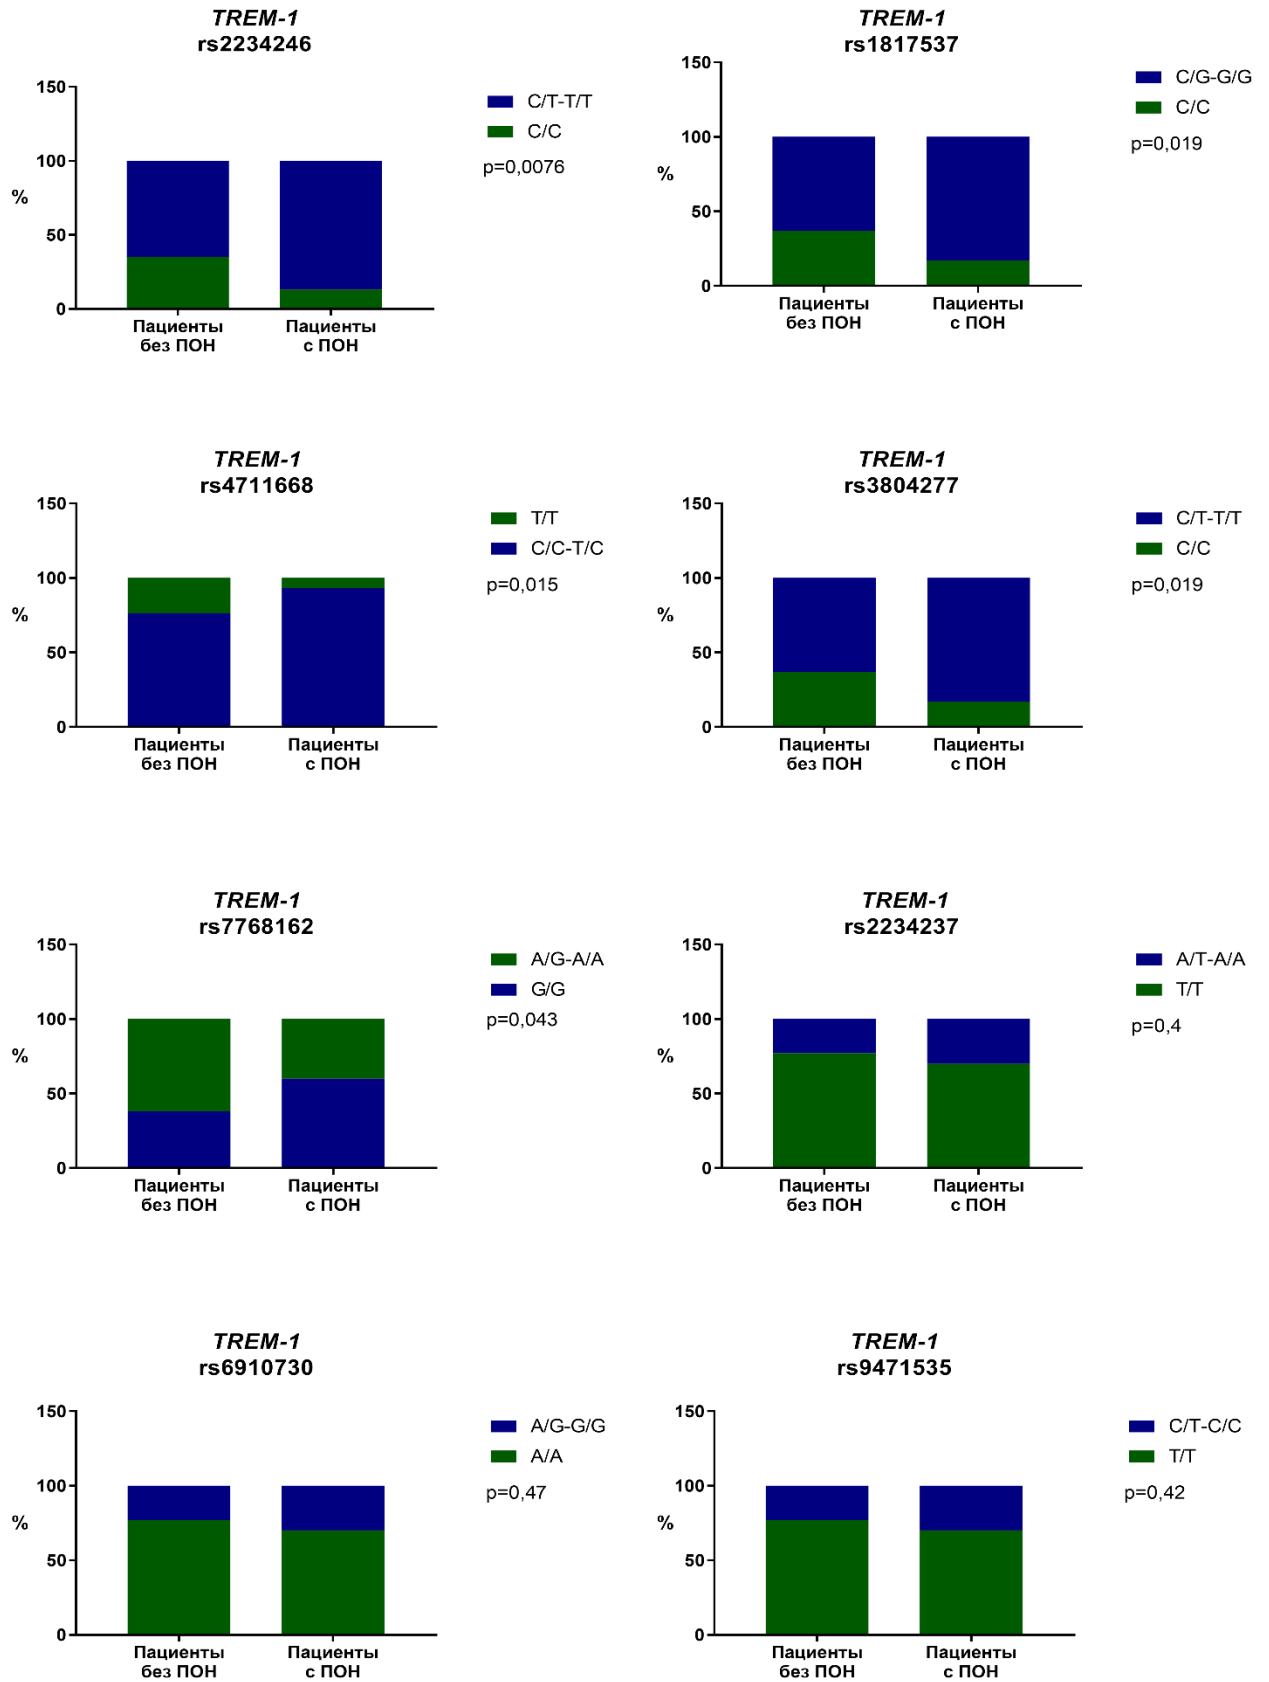 TREM-1
rs2234246
150
100
50
0
%
C/T-T/T
C/C
p=0,0076
Пациенты
без ПОН
Пациенты
с ПОН
TREM-1
rs1817537
150
100
50
0
%
C/G-G/G
C/C
p=0,019
Пациенты
без ПОН
Пациенты
с ПОН
TREM-1
rs4711668
150
100
50
0
%
T/T
C/C-T/C
p=0,015
Пациенты
без ПОН
Пациенты
с ПОН
TREM-1
rs3804277
150
100
50
0
%
C/T-T/T
C/C
p=0,019
Пациенты
без ПОН
Пациенты
с ПОН
TREM-1
rs7768162
150
100
50
0
%
A/G-A/A
G/G
p=0,043
Пациенты
без ПОН
Пациенты
с ПОН
TREM-1
rs2234237
150
100
50
0
%
A/T-A/A
T/T
p=0,4
Пациенты
без ПОН
Пациенты
с ПОН
TREM-1
rs6910730
150
100
50
0
%
A/G-G/G
A/A
p=0,47
Пациенты
без ПОН
Пациенты
с ПОН
TREM-1
rs9471535
150
100
50
0
%
C/T-C/C
T/T
p=0,42
Пациенты
без ПОН
Пациенты
с ПОН